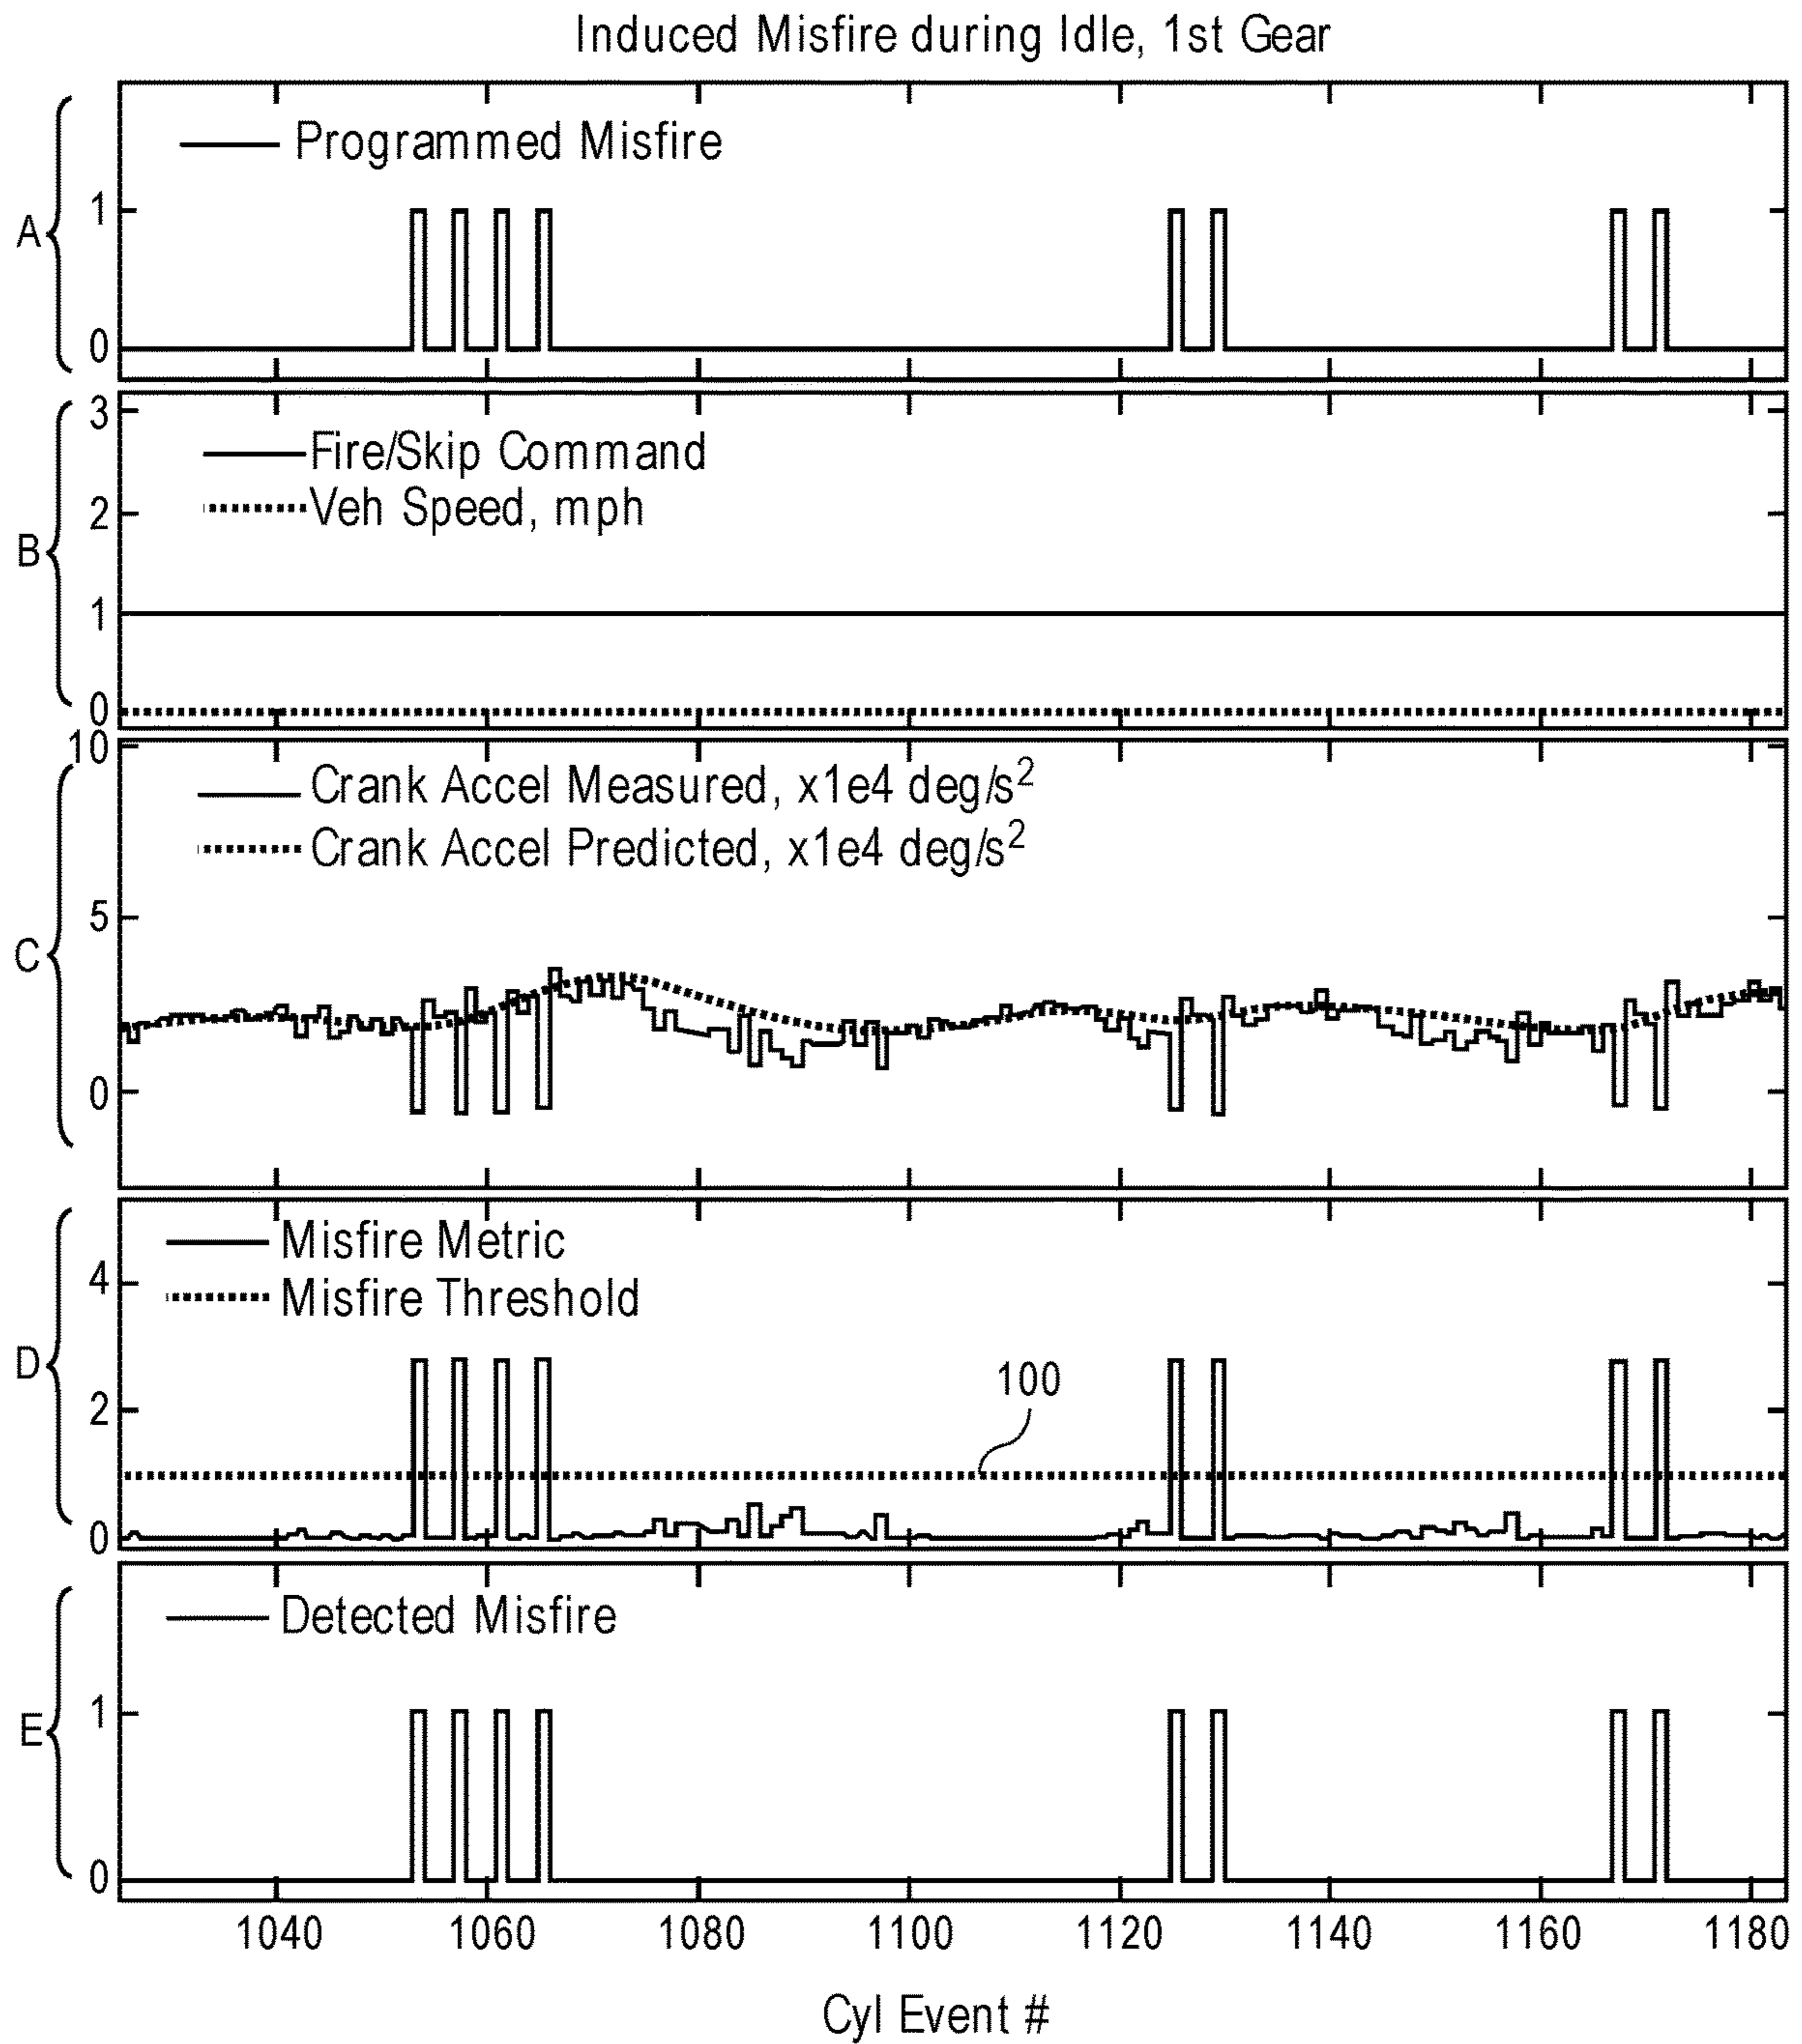 Induced Misfire during Idle, 1st Gear
A
Programmed Misfire
1
0
B
3
Fire/Skip Command
2
Veh Speed, mph
1
0
C
10
Crank Accel Measured, x1e4 deg/s²
Crank Accel Predicted, x1e4 deg/s²
5
0
D
Misfire Metric
4
Misfire Threshold
2
100
0
E
Detected Misfire
1
0
1040 1060 1080 1100 1120 1140 1160 1180
Cyl Event #